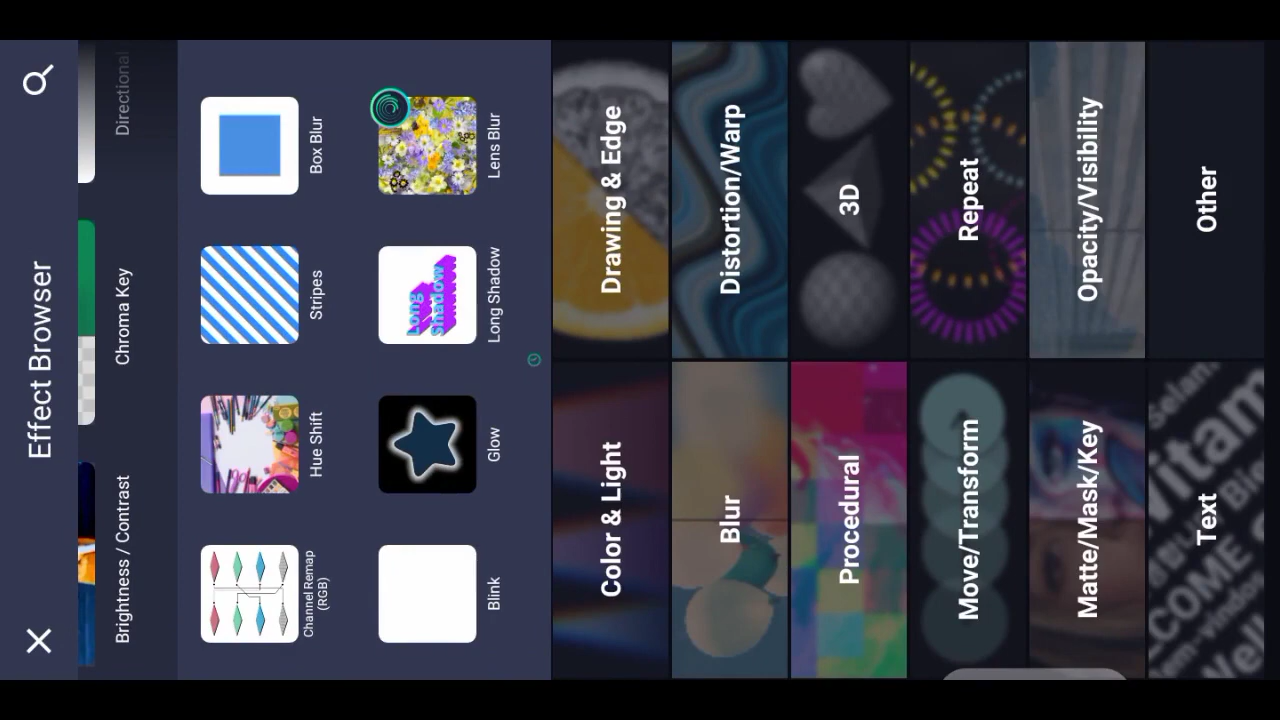 Effect Browser
Brightness / Contrast
Chroma Key
Directional
Channel Remap
(RGB)
Hue Shift
Stripes
Box Blur
Long
Shadow
Blink
Glow
Long Shadow
Lens Blur
Color & Light
Drawing & Edge
Blur
Distortion/Warp
Procedural
3D
Move/Transform
Repeat
Matte/Mask/Key
Opacity/Visibility
Text
Other